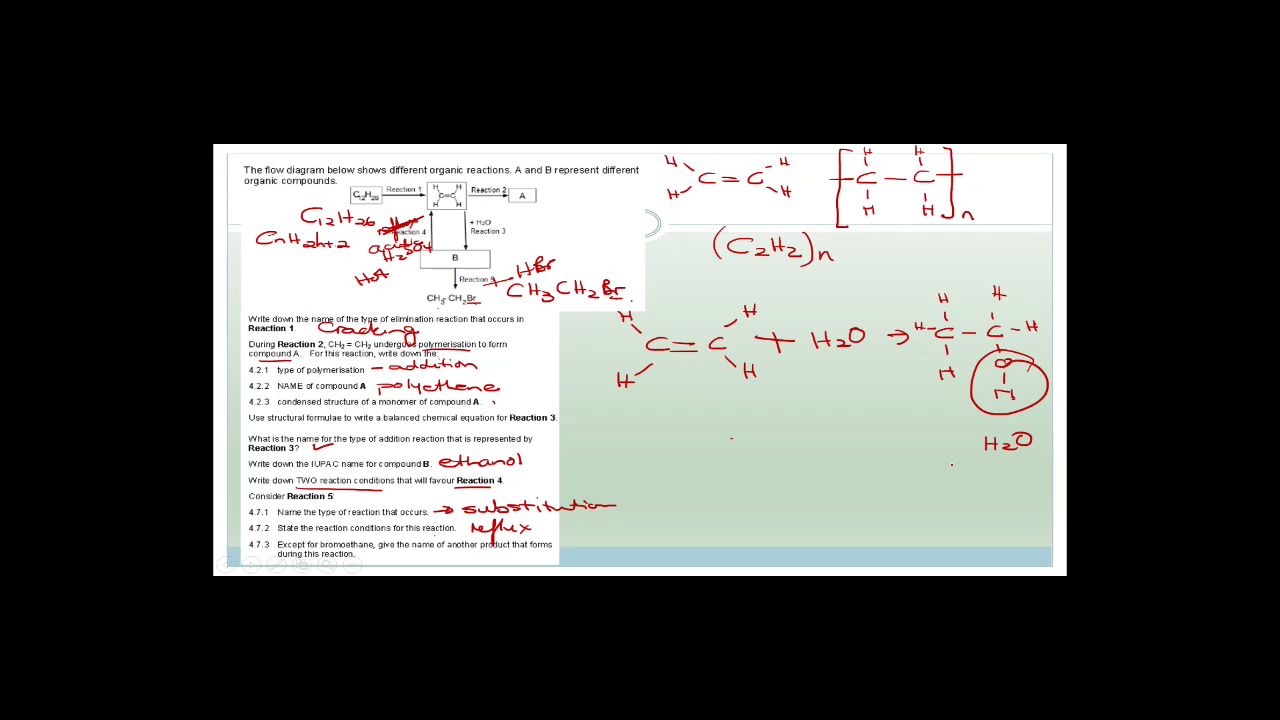 The flow diagram below shows different organic reactions. A and B represent different
organic compounds.
C12H26
Reaction 1
H H
C=C
H H
Reaction 2
A
C12H26
CnH2n+2
Reaction 4
acid
H2SO4
Hot
+ H2O
Reaction 3
B
Reaction 5
+ HBr
CH3 - CH2Br
CH3CH2Br
Write down the name of the type of elimination reaction that occurs in
Reaction 1.
Cracking
During Reaction 2, CH2 = CH2 undergoes polymerisation to form
compound A. For this reaction, write down the:
4.2.1 type of polymerisation - addition
4.2.2 NAME of compound A polyethene
4.2.3 condensed structure of a monomer of compound A.
Use structural formulae to write a balanced chemical equation for Reaction 3.
What is the name for the type of addition reaction that is represented by
Reaction 3?
Write down the IUPAC name for compound B. ethanol
Write down TWO reaction conditions that will favour Reaction 4.
Consider Reaction 5:
4.7.1 Name the type of reaction that occurs. → substitution
4.7.2 State the reaction conditions for this reaction. reflux
4.7.3 Except for bromoethane, give the name of another product that forms
during this reaction.
H H
C = C
H H
H H
[ - C - C - ] n
H H
(C2H2)n
H H
C = C + H2O →
H H
H H
H - C - C - H
H O
H
H2O